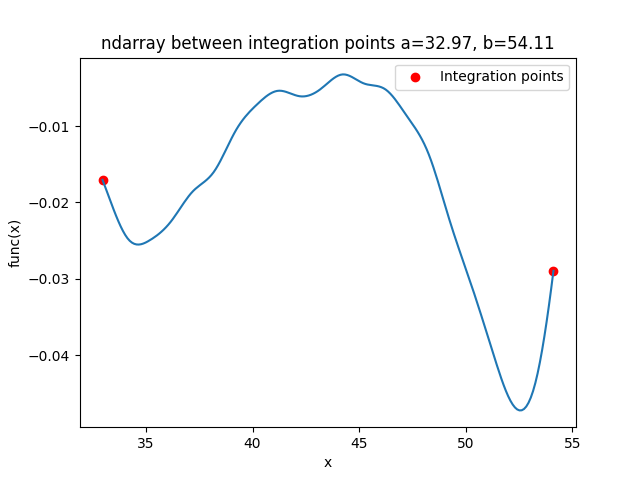 ndarray between integration points a=32.97, b=54.11
Integration points
func(x)
−0.01
−0.02
−0.03
−0.04
35
40
45
50
55
x